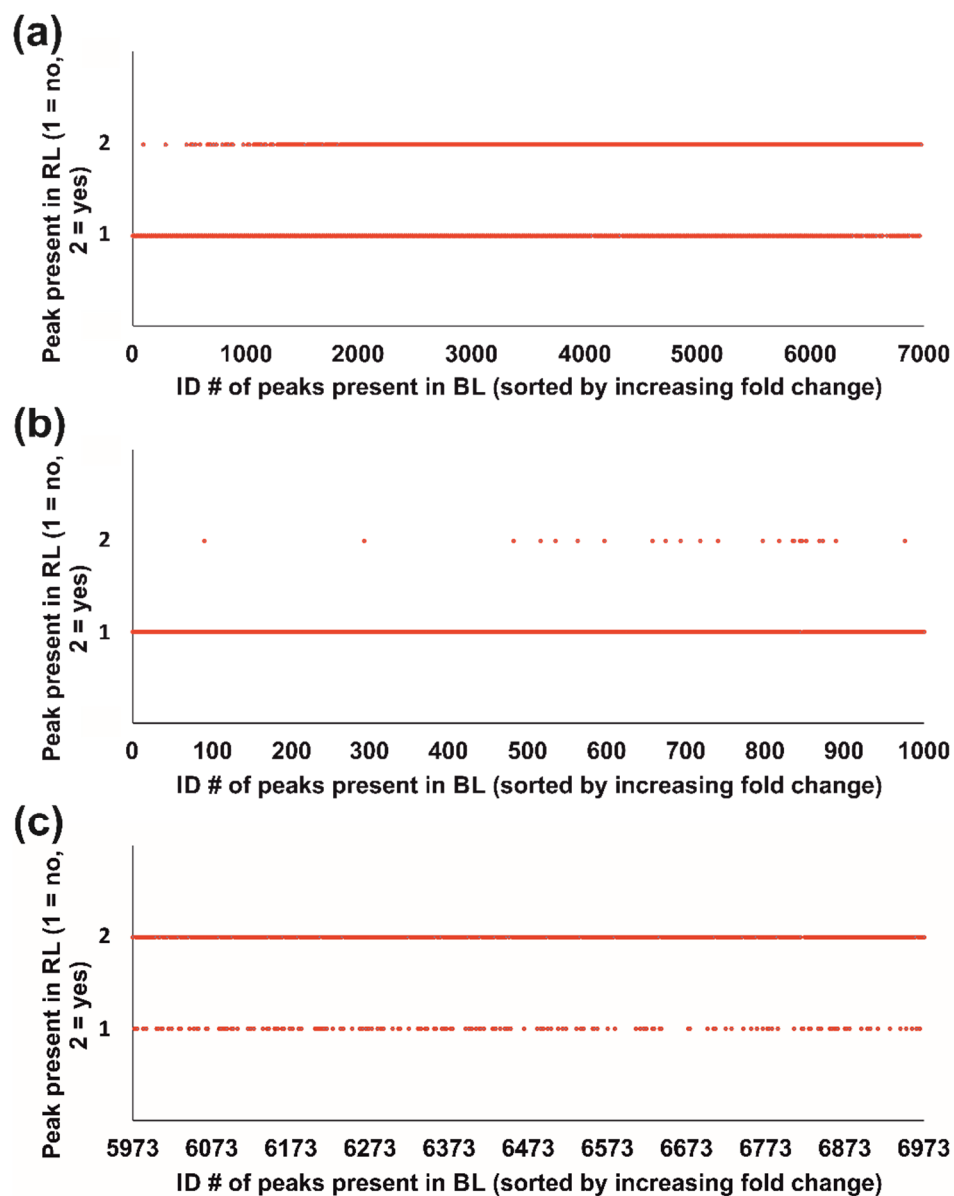 (a)
Peak present in RL (1 = no,
2 = yes)
2
1
0 1000 2000 3000 4000 5000 6000 7000
ID # of peaks present in BL (sorted by increasing fold change)
(b)
Peak present in RL (1 = no,
2 = yes)
2
1
0 100 200 300 400 500 600 700 800 900 1000
ID # of peaks present in BL (sorted by increasing fold change)
(c)
Peak present in RL (1 = no,
2 = yes)
2
1
5973 6073 6173 6273 6373 6473 6573 6673 6773 6873 6973
ID # of peaks present in BL (sorted by increasing fold change)